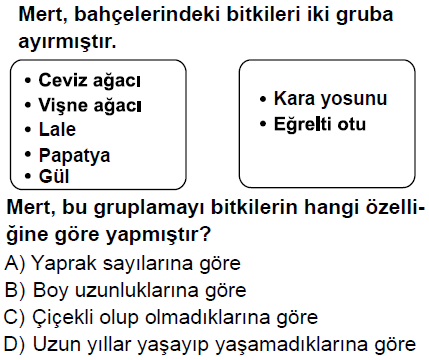 Mert, bahçelerindeki bitkileri iki gruba
ayırmıştır.
• Ceviz ağacı
• Vişne ağacı
• Lale
• Papatya
• Gül
• Kara yosunu
• Eğrelti otu
Mert, bu gruplamayı bitkilerin hangi özelli-
ğine göre yapmıştır?
A) Yaprak sayılarına göre
B) Boy uzunluklarına göre
C) Çiçekli olup olmadıklarına göre
D) Uzun yıllar yaşayıp yaşamadıklarına göre